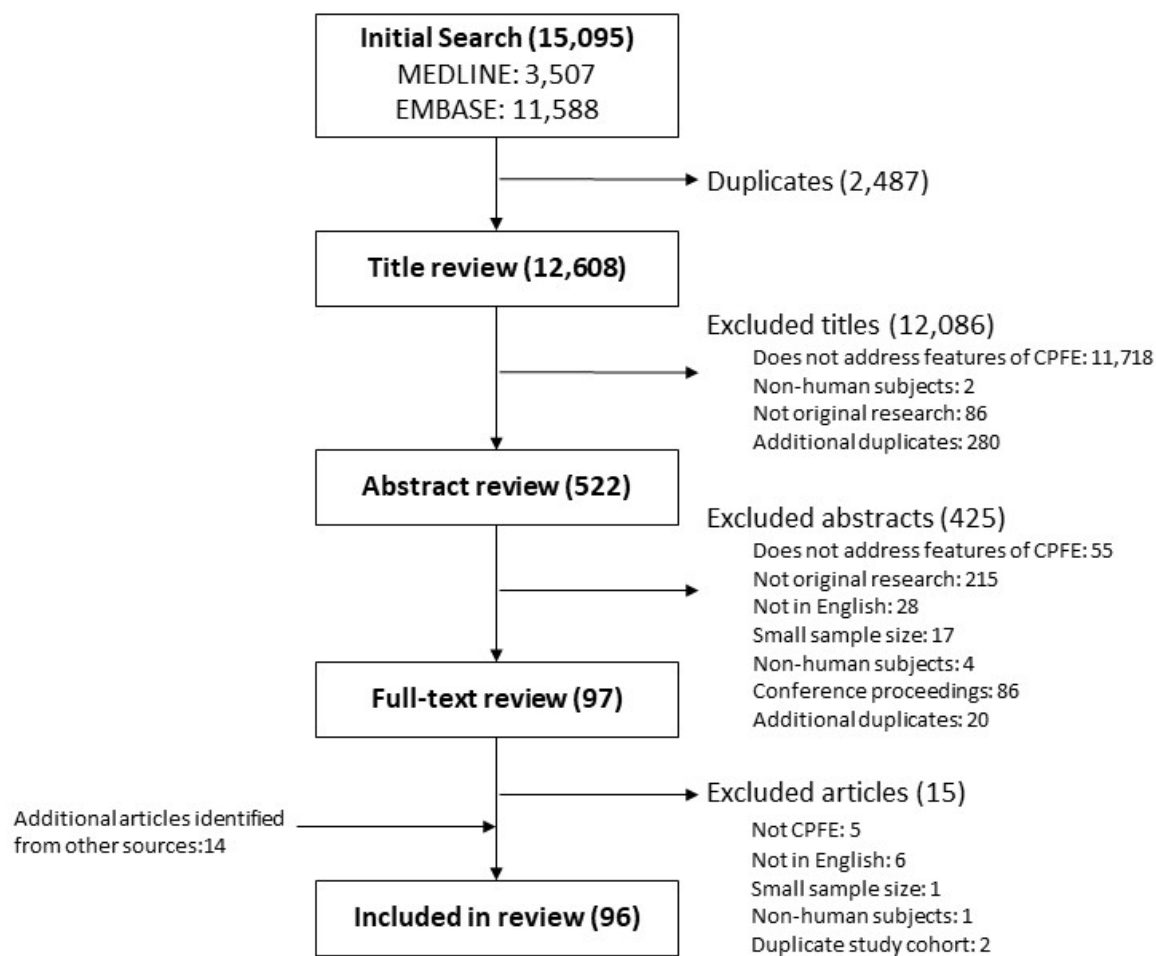 Initial Search (15,095)
MEDLINE: 3,507
EMBASE: 11,588
Duplicates (2,487)
Title review (12,608)
Excluded titles (12,086)
Does not address features of CPFE: 11,718
Non-human subjects: 2
Not original research: 86
Additional duplicates: 280
Abstract review (522)
Excluded abstracts (425)
Does not address features of CPFE: 55
Not original research: 215
Not in English: 28
Small sample size: 17
Non-human subjects: 4
Conference proceedings: 86
Additional duplicates: 20
Full-text review (97)
Excluded articles (15)
Not CPFE: 5
Not in English: 6
Small sample size: 1
Non-human subjects: 1
Duplicate study cohort: 2
Additional articles identified
from other sources:14
Included in review (96)